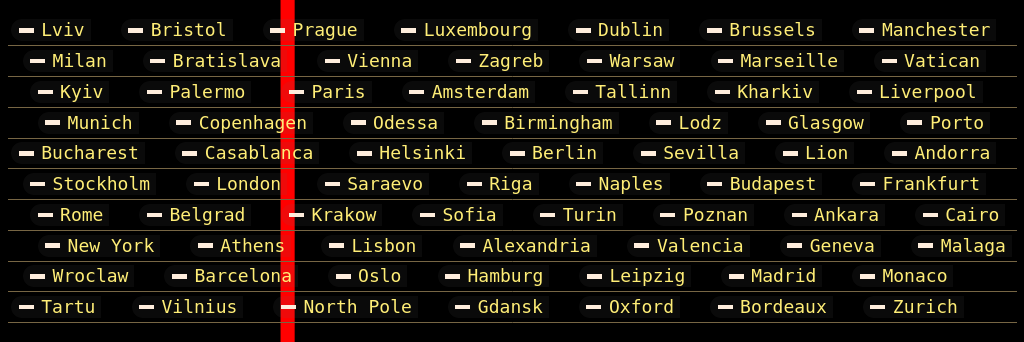 Lviv Bristol Prague Luxembourg Dublin Brussels Manchester
Milan Bratislava Vienna Zagreb Warsaw Marseille Vatican
Kyiv Palermo Paris Amsterdam Tallinn Kharkiv Liverpool
Munich Copenhagen Odessa Birmingham Lodz Glasgow Porto
Bucharest Casablanca Helsinki Berlin Sevilla Lion Andorra
Stockholm London Saraevo Riga Naples Budapest Frankfurt
Rome Belgrad Krakow Sofia Turin Poznan Ankara Cairo
New York Athens Lisbon Alexandria Valencia Geneva Malaga
Wroclaw Barcelona Oslo Hamburg Leipzig Madrid Monaco
Tartu Vilnius North Pole Gdansk Oxford Bordeaux Zurich